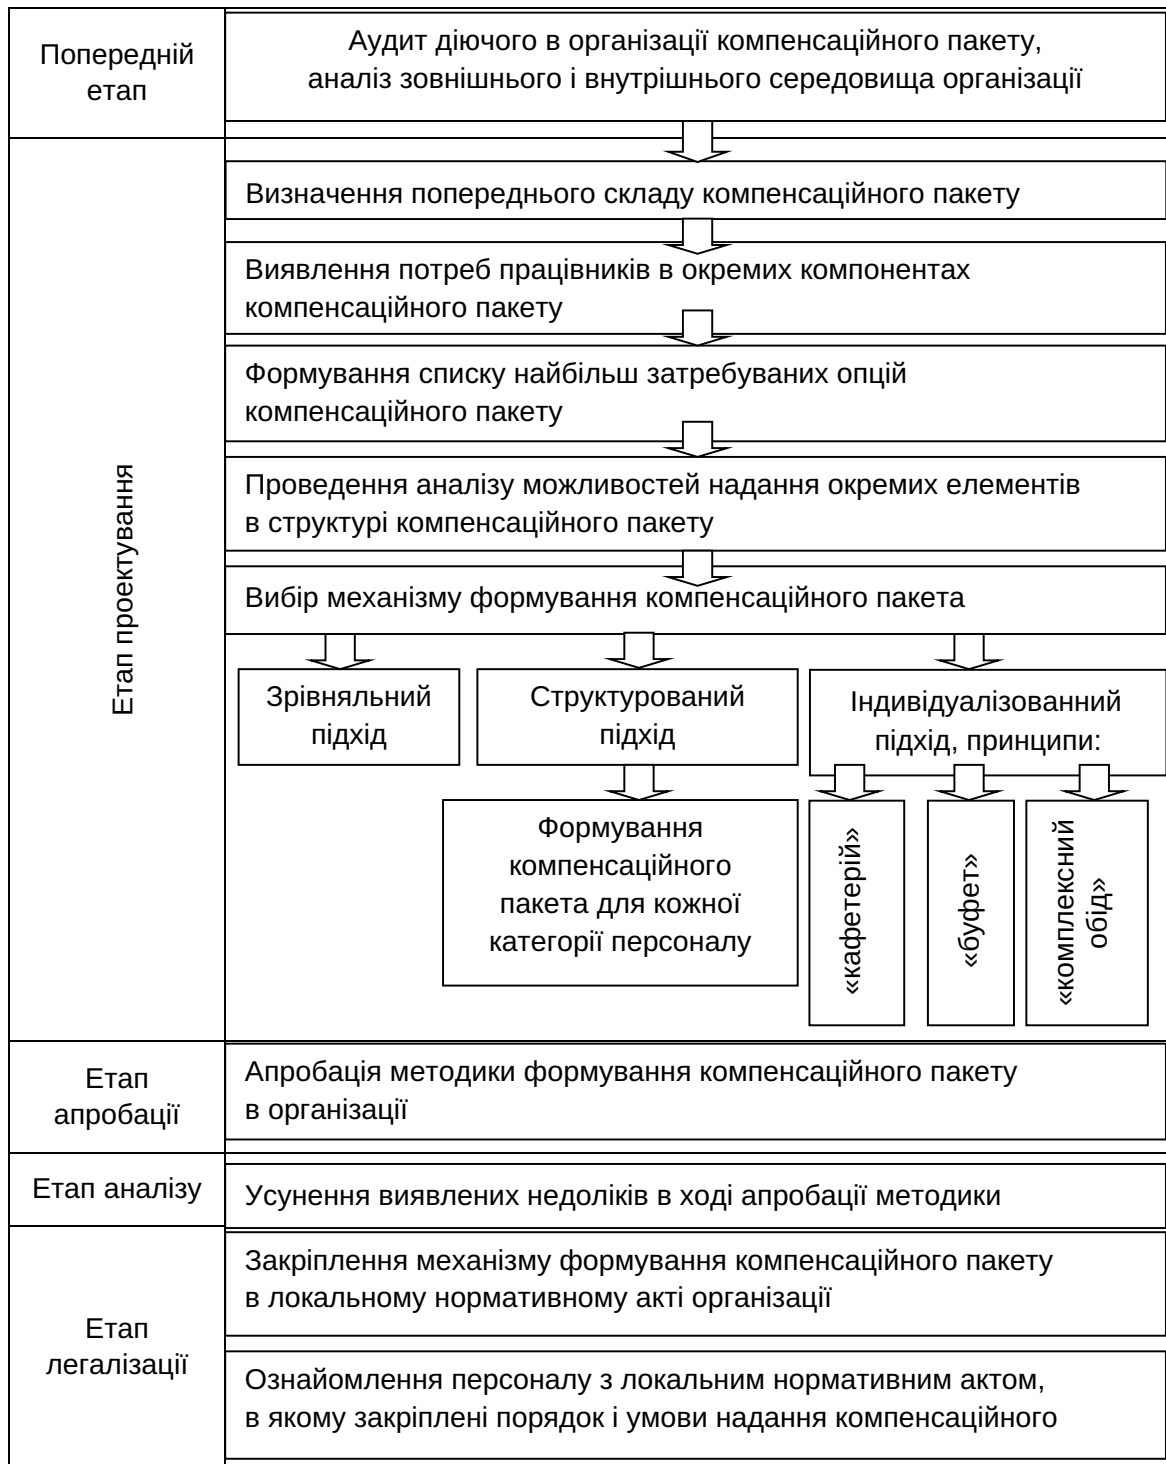 Попередній
етап
Аудит діючого в організації компенсаційного пакету,
аналіз зовнішнього і внутрішнього середовища організації
Етап проектування
Визначення попереднього складу компенсаційного пакету
Виявлення потреб працівників в окремих компонентах
компенсаційного пакету
Формування списку найбільш затребуваних опцій
компенсаційного пакету
Проведення аналізу можливостей надання окремих елементів
в структурі компенсаційного пакету
Вибір механізму формування компенсаційного пакета
Зрівняльний
підхід
Структурований
підхід
Індивідуалізованний
підхід, принципи:
Формування
компенсаційного
пакета для кожної
категорії персоналу
«кафетерій»
«буфет»
«комплексний
обід»
Етап
апробації
Апробація методики формування компенсаційного пакету
в організації
Етап аналізу
Усунення виявлених недоліків в ході апробації методики
Етап
легалізації
Закріплення механізму формування компенсаційного пакету
в локальному нормативному акті організації
Ознайомлення персоналу з локальним нормативним актом,
в якому закріплені порядок і умови надання компенсаційного